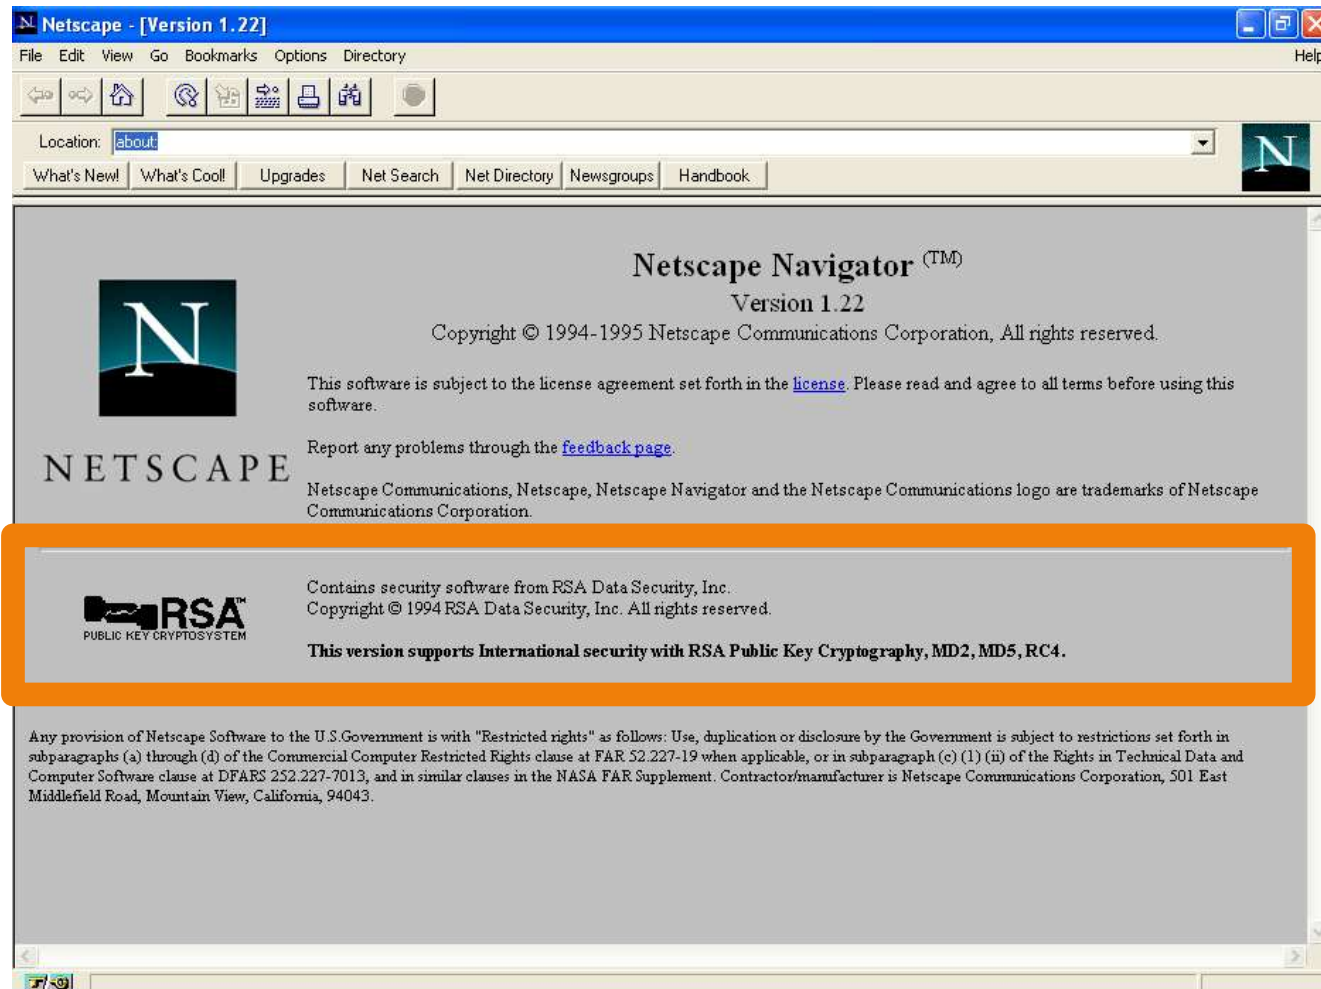 Netscape - [Version 1.22]
File Edit View Go Bookmarks Options Directory Help
Location: about:
What's New! What's Cool! Upgrades Net Search Net Directory Newsgroups Handbook
N
Netscape Navigator (TM)
Version 1.22
Copyright © 1994-1995 Netscape Communications Corporation, All rights reserved.
N
NETSCAPE
This software is subject to the license agreement set forth in the license. Please read and agree to all terms before using this
software.
Report any problems through the feedback page.
Netscape Communications, Netscape, Netscape Navigator and the Netscape Communications logo are trademarks of Netscape
Communications Corporation.
RSA™
PUBLIC KEY CRYPTOSYSTEM
Contains security software from RSA Data Security, Inc.
Copyright © 1994 RSA Data Security, Inc. All rights reserved.
This version supports International security with RSA Public Key Cryptography, MD2, MD5, RC4.
Any provision of Netscape Software to the U.S.Government is with "Restricted rights" as follows: Use, duplication or disclosure by the Government is subject to restrictions set forth in
subparagraphs (a) through (d) of the Commercial Computer Restricted Rights clause at FAR 52.227-19 when applicable, or in subparagraph (c) (1) (ii) of the Rights in Technical Data and
Computer Software clause at DFARS 252.227-7013, and in similar clauses in the NASA FAR Supplement. Contractor/manufacturer is Netscape Communications Corporation, 501 East
Middlefield Road, Mountain View, California, 94043.